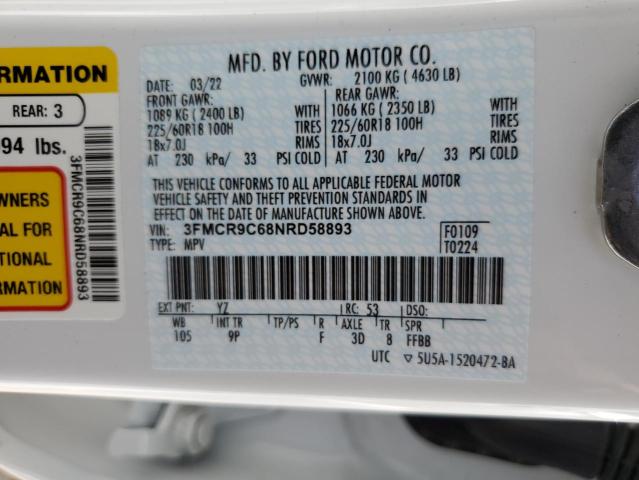 ORMATION
REAR: 3
94 lbs.
WNERS
AL FOR
TIONAL
RMATION
3FMCR9C68NRD58893
MFD. BY FORD MOTOR CO.
DATE: 03/22 GVWR: 2100 KG ( 4630 LB)
FRONT GAWR: REAR GAWR:
1089 KG ( 2400 LB) WITH 1066 KG ( 2350 LB) WITH
225/60R18 100H TIRES 225/60R18 100H TIRES
18x7.0J RIMS 18x7.0J RIMS
AT 230 kPa/ 33 PSI COLD AT 230 kPa/ 33 PSI COLD
THIS VEHICLE CONFORMS TO ALL APPLICABLE FEDERAL MOTOR
VEHICLE SAFETY AND THEFT PREVENTION STANDARDS IN
EFFECT ON THE DATE OF MANUFACTURE SHOWN ABOVE.
VIN: 3FMCR9C68NRD58893 F0109
TYPE: MPV T0224
EXT PNT: YZ RC: 53 DSO:
WB INT TR TP/PS R AXLE TR SPR
105 9P F 3D 8 FFBB
UTC ▽5U5A-1520472-BA